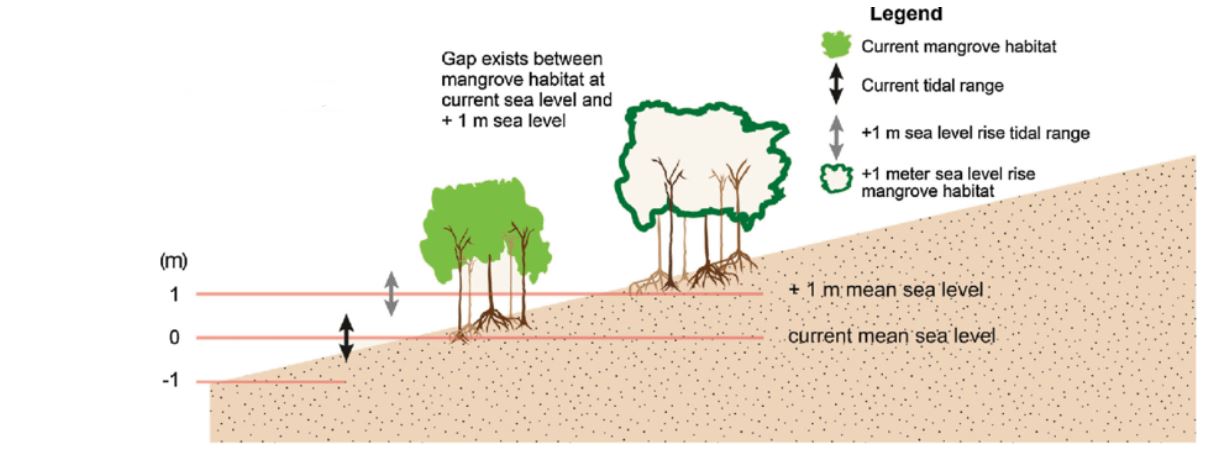 Legend
Current mangrove habitat
Current tidal range
+1 m sea level rise tidal range
+1 meter sea level rise
mangrove habitat
Gap exists between
mangrove habitat at
current sea level and
+ 1 m sea level
(m)
1
+ 1 m mean sea level
0
current mean sea level
-1